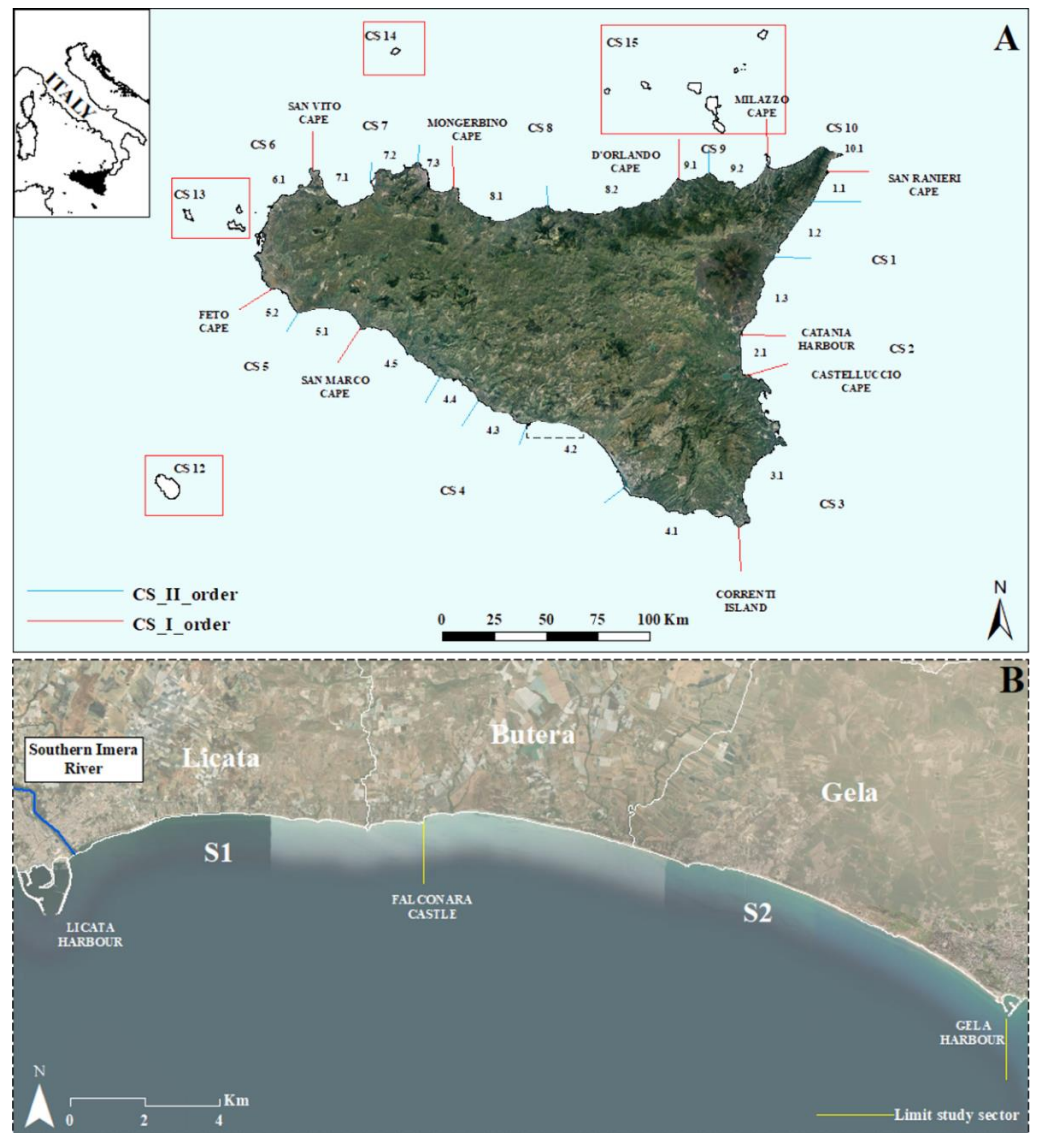 A
ITALY
CS 14
CS 15
SAN VITO
CAPE
CS 7
MONGERBINO
CAPE
CS 8
MILAZZO
CAPE
CS 10
10.1
CS 6
7.2
7.3
D'ORLANDO
CAPE
CS 9
9.1
9.2
SAN RANIERI
CAPE
6.1
7.1
8.1
8.2
1.1
CS 13
1.2
CS 1
1.3
FETO
CAPE
5.2
5.1
CATANIA
HARBOUR
2.1
CS 2
CS 5
SAN MARCO
CAPE
4.5
CASTELLUCCIO
CAPE
4.4
4.3
4.2
3.1
CS 12
CS 4
CS 3
4.1
CS_II_order
CS_I_order
CORRENTI
ISLAND
0 25 50 75 100 Km
N
B
Southern Imera
River
Licata
Butera
Gela
S1
S2
LICATA
HARBOUR
FALCONARA
CASTLE
GELA
HARBOUR
N
Km
0 2 4
Limit study sector